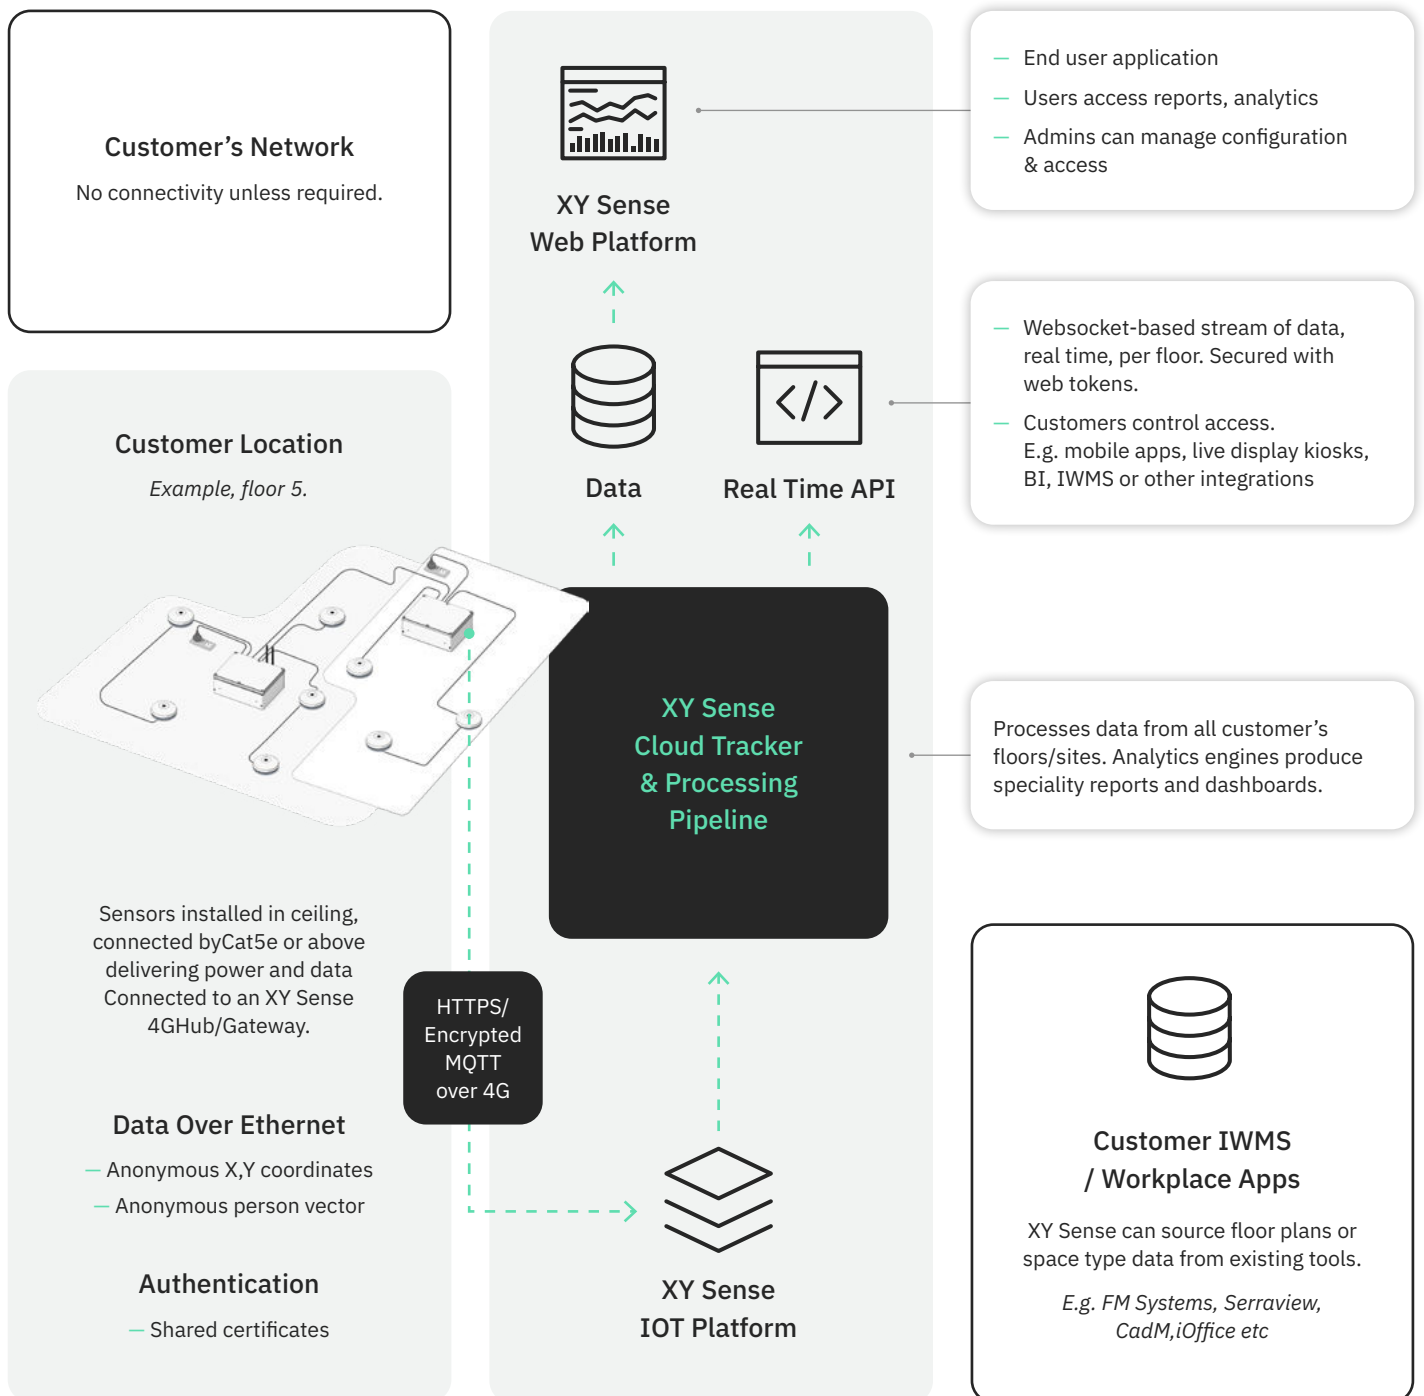 Customer’s Network
No connectivity unless required.
Customer Location
Example, floor 5.
Sensors installed in ceiling,
connected byCat5e or above
delivering power and data
Connected to an XY Sense
4GHub/Gateway.
Data Over Ethernet
— Anonymous X,Y coordinates
— Anonymous person vector
Authentication
— Shared certificates
HTTPS/
Encrypted
MQTT
over 4G
XY Sense
Web Platform
Data
Real Time API
XY Sense
Cloud Tracker
& Processing
Pipeline
XY Sense
IOT Platform
— End user application
— Users access reports, analytics
— Admins can manage configuration
& access
— Websocket-based stream of data,
real time, per floor. Secured with
web tokens.
— Customers control access.
E.g. mobile apps, live display kiosks,
BI, IWMS or other integrations
Processes data from all customer’s
floors/sites. Analytics engines produce
speciality reports and dashboards.
Customer IWMS
/ Workplace Apps
XY Sense can source floor plans or
space type data from existing tools.
E.g. FM Systems, Serraview,
CadM,iOffice etc